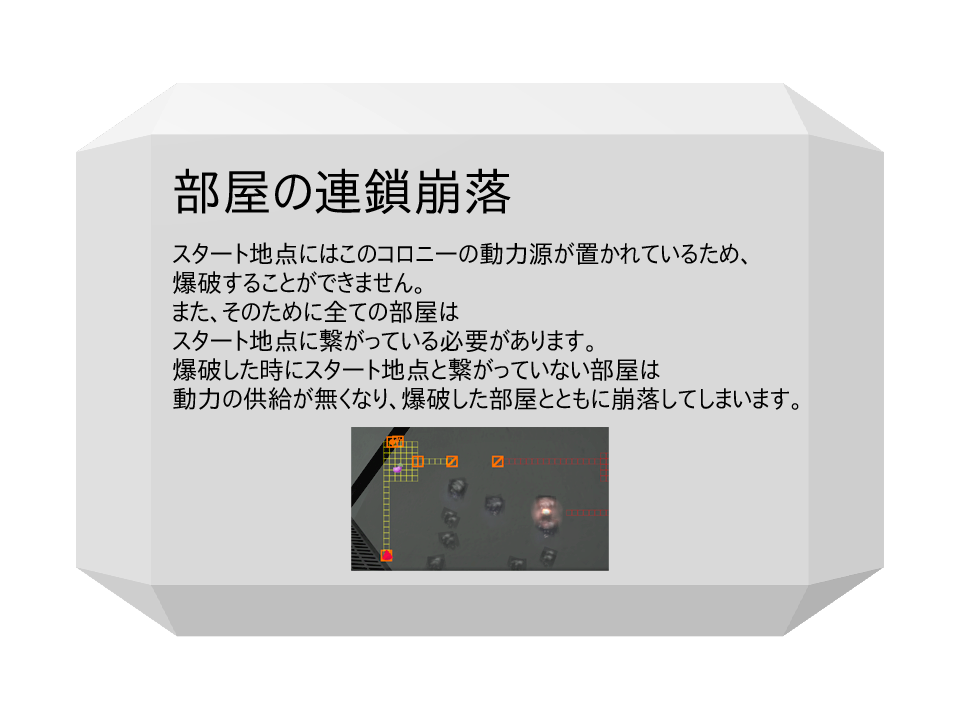 部屋の連鎖崩落
スタート地点にはこのコロニーの動力源が置かれているため、
爆破することができません。
また、そのために全ての部屋は
スタート地点に繋がっている必要があります。
爆破した時にスタート地点と繋がっていない部屋は
動力の供給が無くなり、爆破した部屋とともに崩落してしまいます。